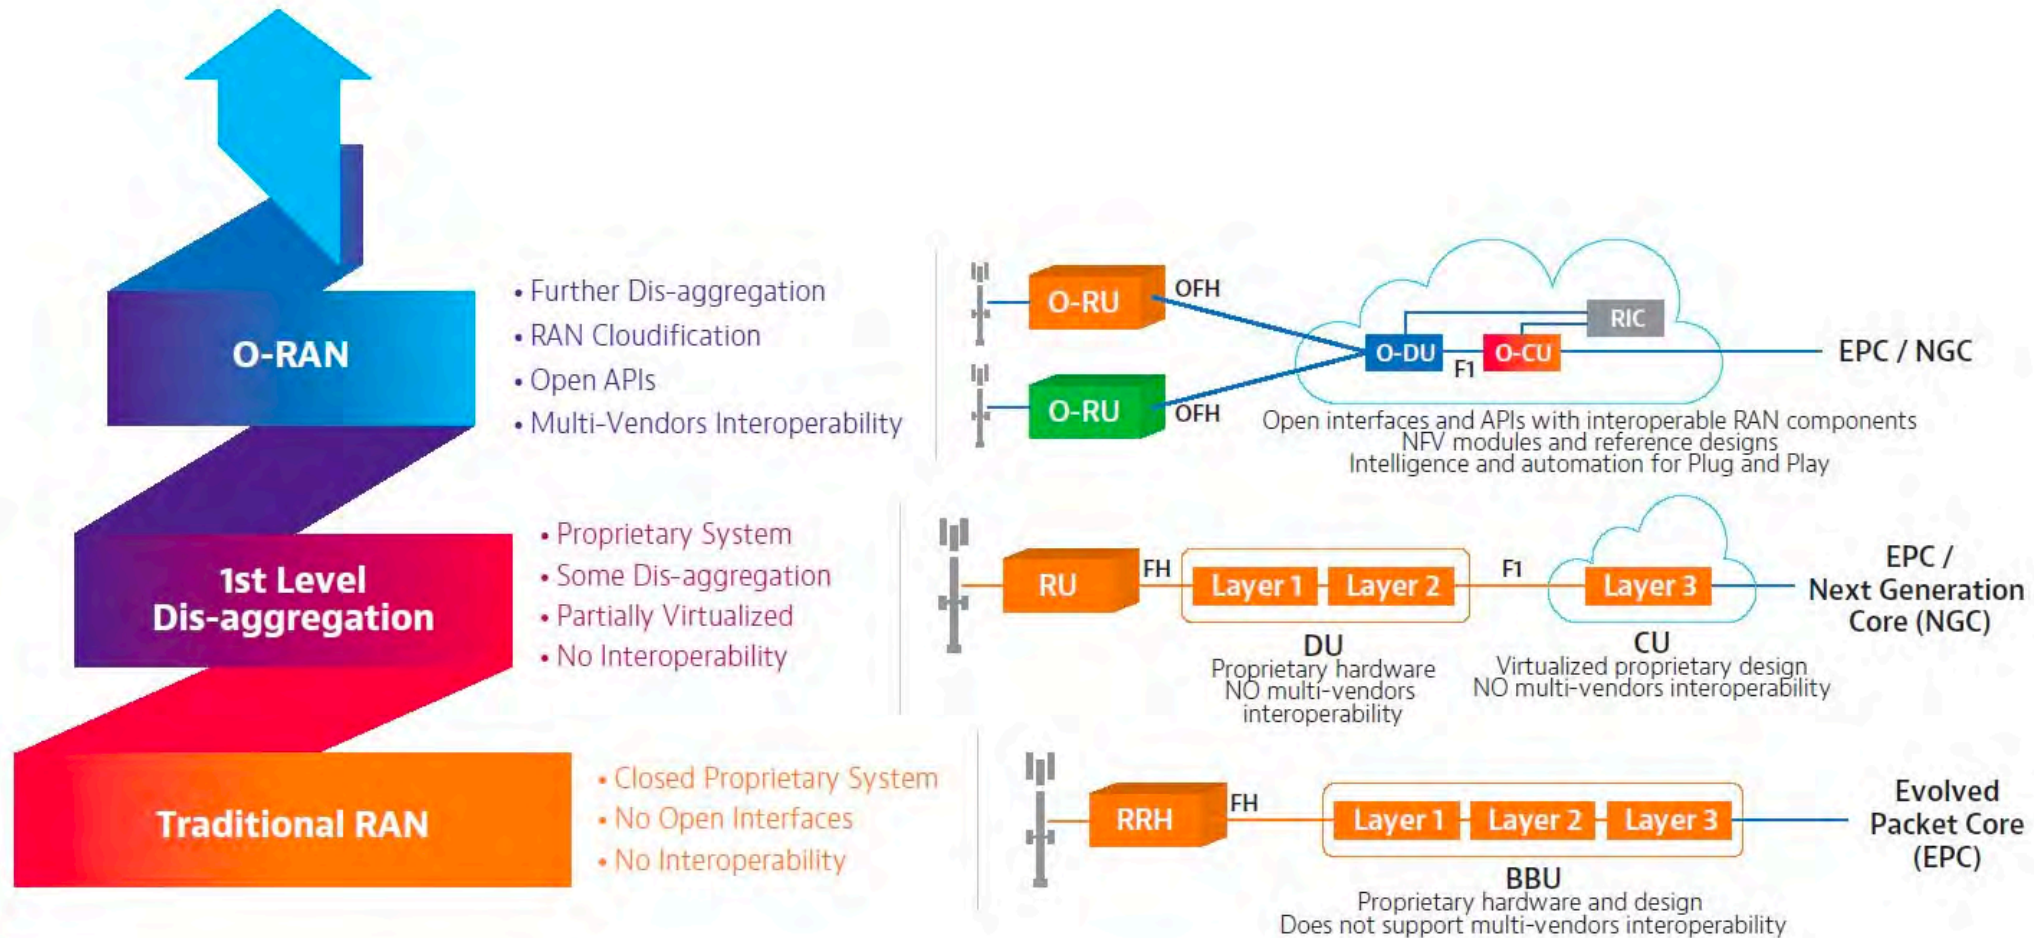 O-RAN
• Further Dis-aggregation
• RAN Cloudification
• Open APIs
• Multi-Vendors Interoperability
O-RU
OFH
O-RU
OFH
RIC
O-DU
F1
O-CU
EPC / NGC
Open interfaces and APIs with interoperable RAN components
NFV modules and reference designs
Intelligence and automation for Plug and Play
1st Level
Dis-aggregation
• Proprietary System
• Some Dis-aggregation
• Partially Virtualized
• No Interoperability
RU
FH
Layer 1
Layer 2
DU
Proprietary hardware
NO multi-vendors
interoperability
F1
Layer 3
CU
Virtualized proprietary design
NO multi-vendors interoperability
EPC /
Next Generation
Core (NGC)
Traditional RAN
• Closed Proprietary System
• No Open Interfaces
• No Interoperability
RRH
FH
Layer 1
Layer 2
Layer 3
BBU
Proprietary hardware and design
Does not support multi-vendors interoperability
Evolved
Packet Core
(EPC)